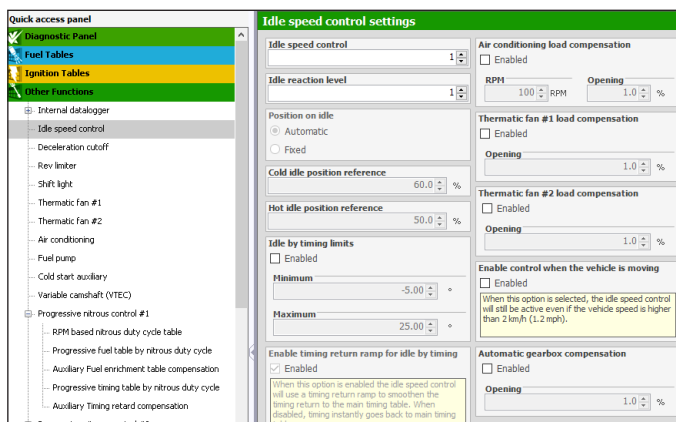 Quick access panel
Diagnostic Panel
Fuel Tables
Ignition Tables
Other Functions
Internal datalogger
Idle speed control
Deceleration cutoff
Rev limiter
Shift light
Thermatic fan #1
Thermatic fan #2
Air conditioning
Fuel pump
Cold start auxiliary
Variable camshaft (VTEC)
Progressive nitrous control #1
RPM based nitrous duty cycle table
Progressive fuel table by nitrous duty cycle
Auxiliary Fuel enrichment table compensation
Progressive timing table by nitrous duty cycle
Auxiliary Timing retard compensation
Idle speed control settings
Idle speed control
1
Idle reaction level
1
Position on idle
Automatic
Fixed
Cold idle position reference
60.0 %
Hot idle position reference
50.0 %
Idle by timing limits
Enabled
Minimum
-5.00 °
Maximum
25.00 °
Enable timing return ramp for idle by timing
Enabled
When this option is enabled the idle speed control
will use a timing return ramp to smoothen the
timing return to the main timing table. When
disabled, timing instantly goes back to main timing
Air conditioning load compensation
Enabled
RPM Opening
100 RPM 1.0 %
Thermatic fan #1 load compensation
Enabled
Opening
1.0 %
Thermatic fan #2 load compensation
Enabled
Opening
1.0 %
Enable control when the vehicle is moving
Enabled
When this option is selected, the idle speed control
will still be active even if the vehicle speed is higher
than 2 km/h (1.2 mph).
Automatic gearbox compensation
Enabled
Opening
1.0 %